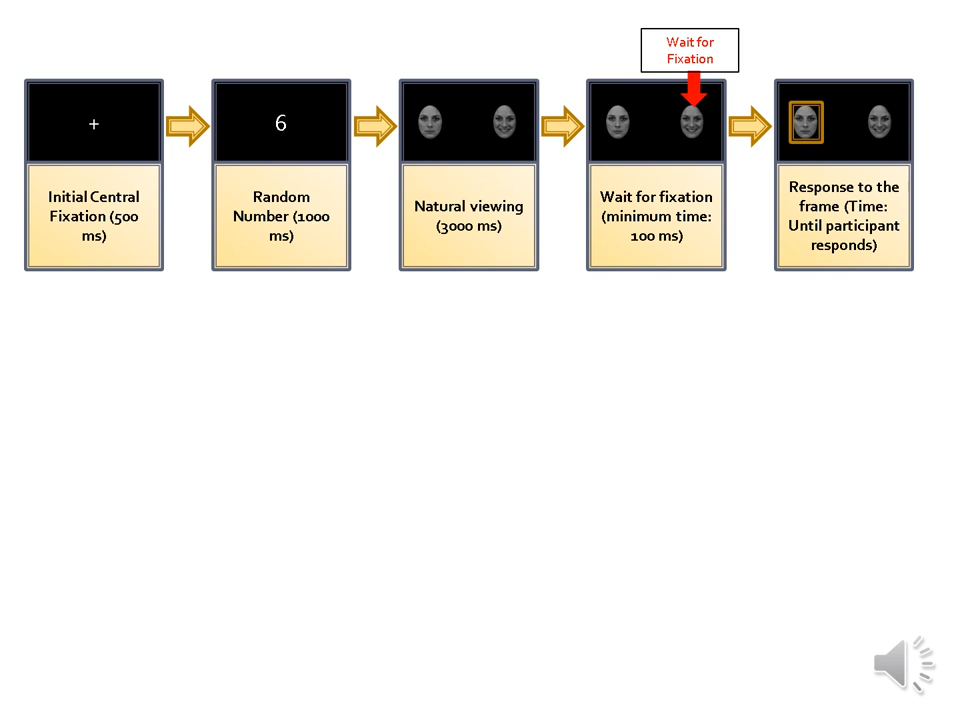 Wait for
Fixation
+
6
Initial Central
Fixation (500
ms)
Random
Number (1000
ms)
Natural viewing
(3000 ms)
Wait for fixation
(minimum time:
100 ms)
Response to the
frame (Time:
Until participant
responds)